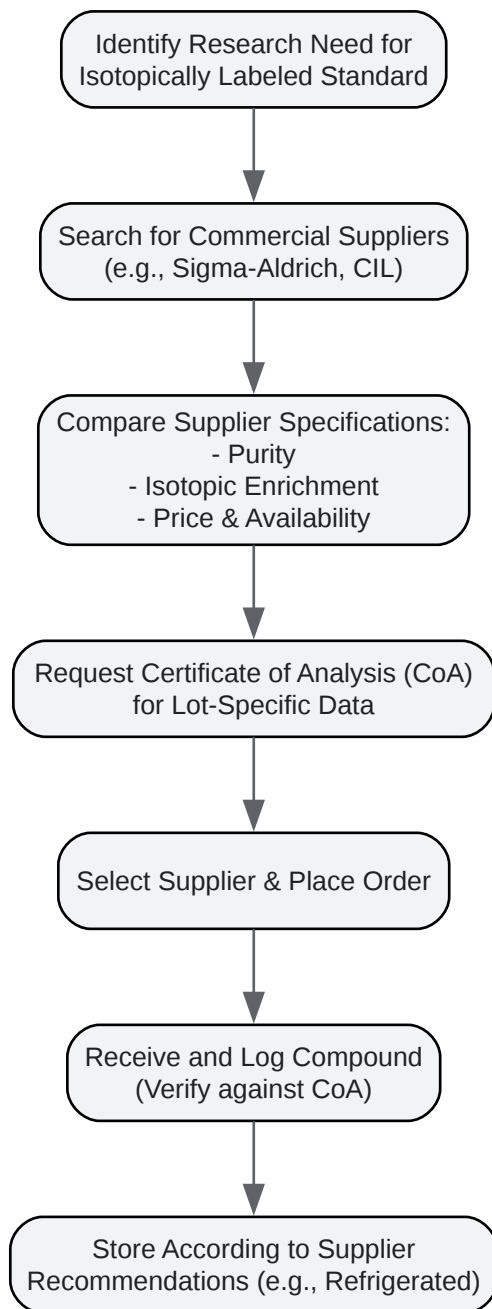 Identify Research Need for
Isotopically Labeled Standard
Search for Commercial Suppliers
(e.g., Sigma-Aldrich, CIL)
Compare Supplier Specifications:
- Purity
- Isotopic Enrichment
- Price & Availability
Request Certificate of Analysis (CoA)
for Lot-Specific Data
Select Supplier & Place Order
Receive and Log Compound
(Verify against CoA)
Store According to Supplier
Recommendations (e.g., Refrigerated)